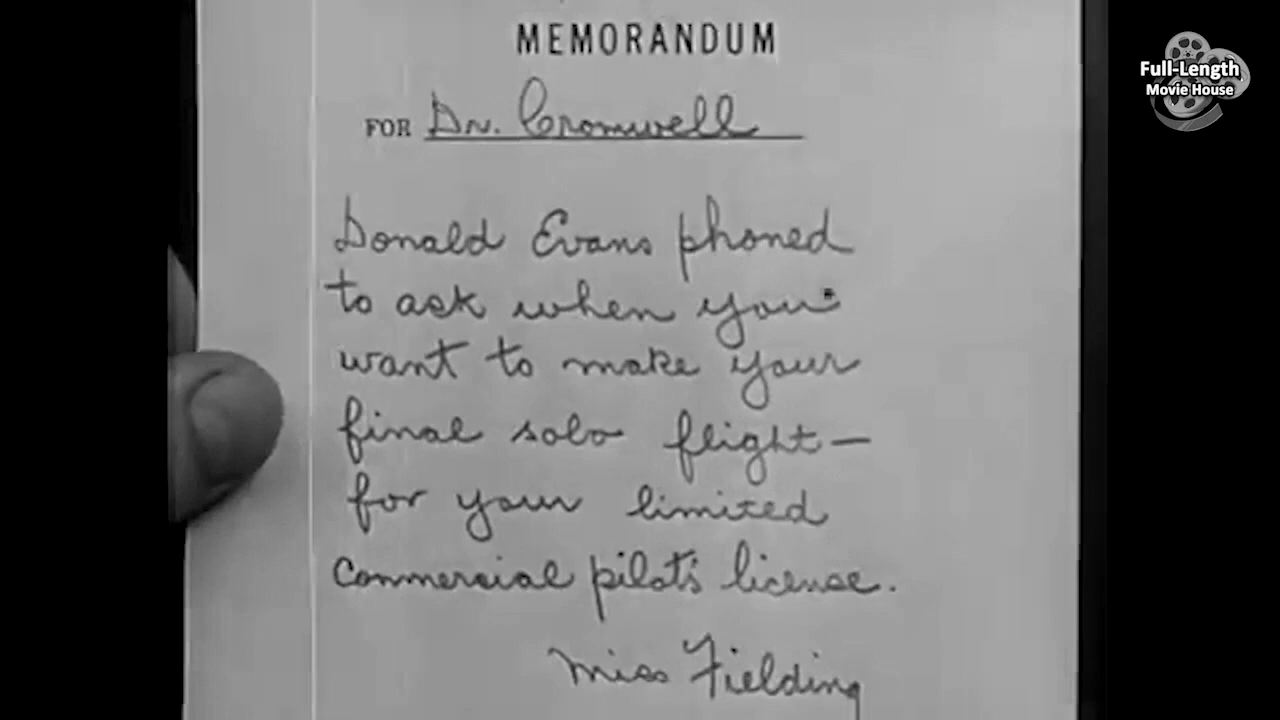 MEMORANDUM
FOR Dr. Cromwell
Donald Evans phoned
to ask when you
want to make your
final solo flight—
for your limited
commercial pilot's license.
Miss Fielding
Full-Length
Movie House